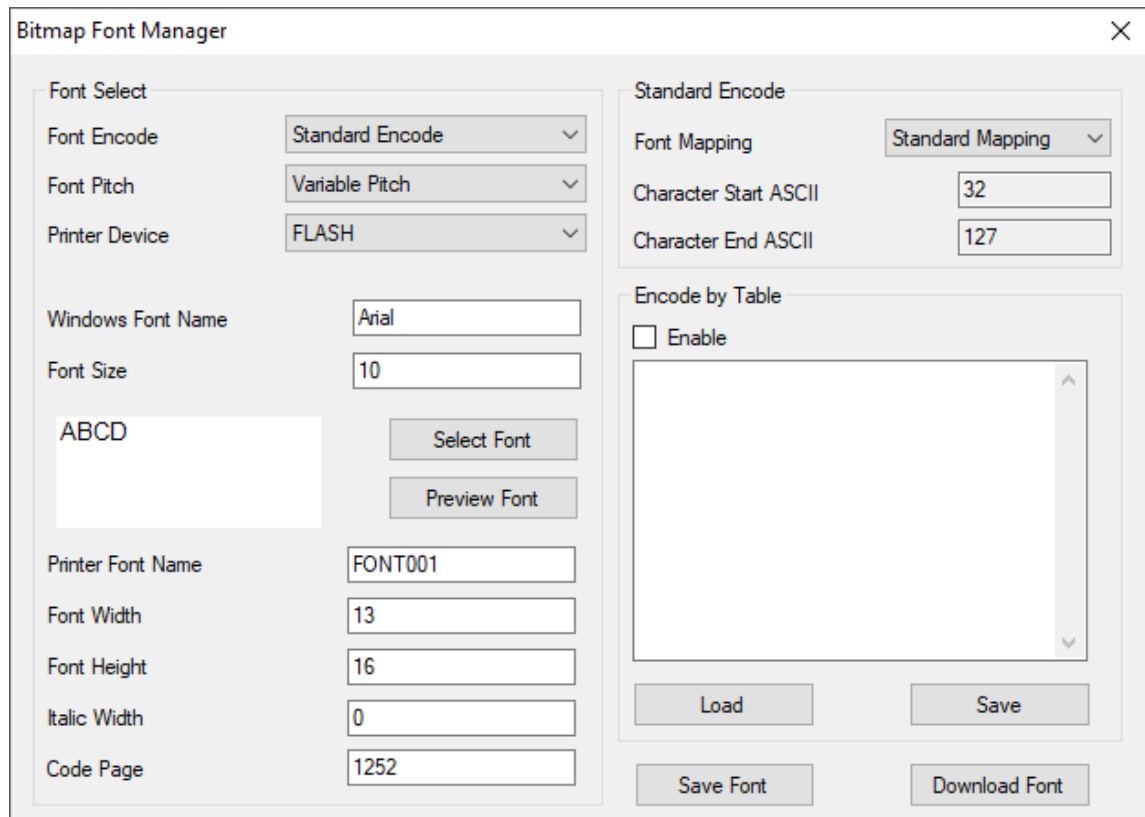 Bitmap Font Manager
Font Select
Font Encode Standard Encode
Font Pitch Variable Pitch
Printer Device FLASH
Windows Font Name Arial
Font Size 10
ABCD
Select Font
Preview Font
Printer Font Name FONT001
Font Width 13
Font Height 16
Italic Width 0
Code Page 1252
Standard Encode
Font Mapping Standard Mapping
Character Start ASCII 32
Character End ASCII 127
Encode by Table
Enable
Load Save
Save Font Download Font